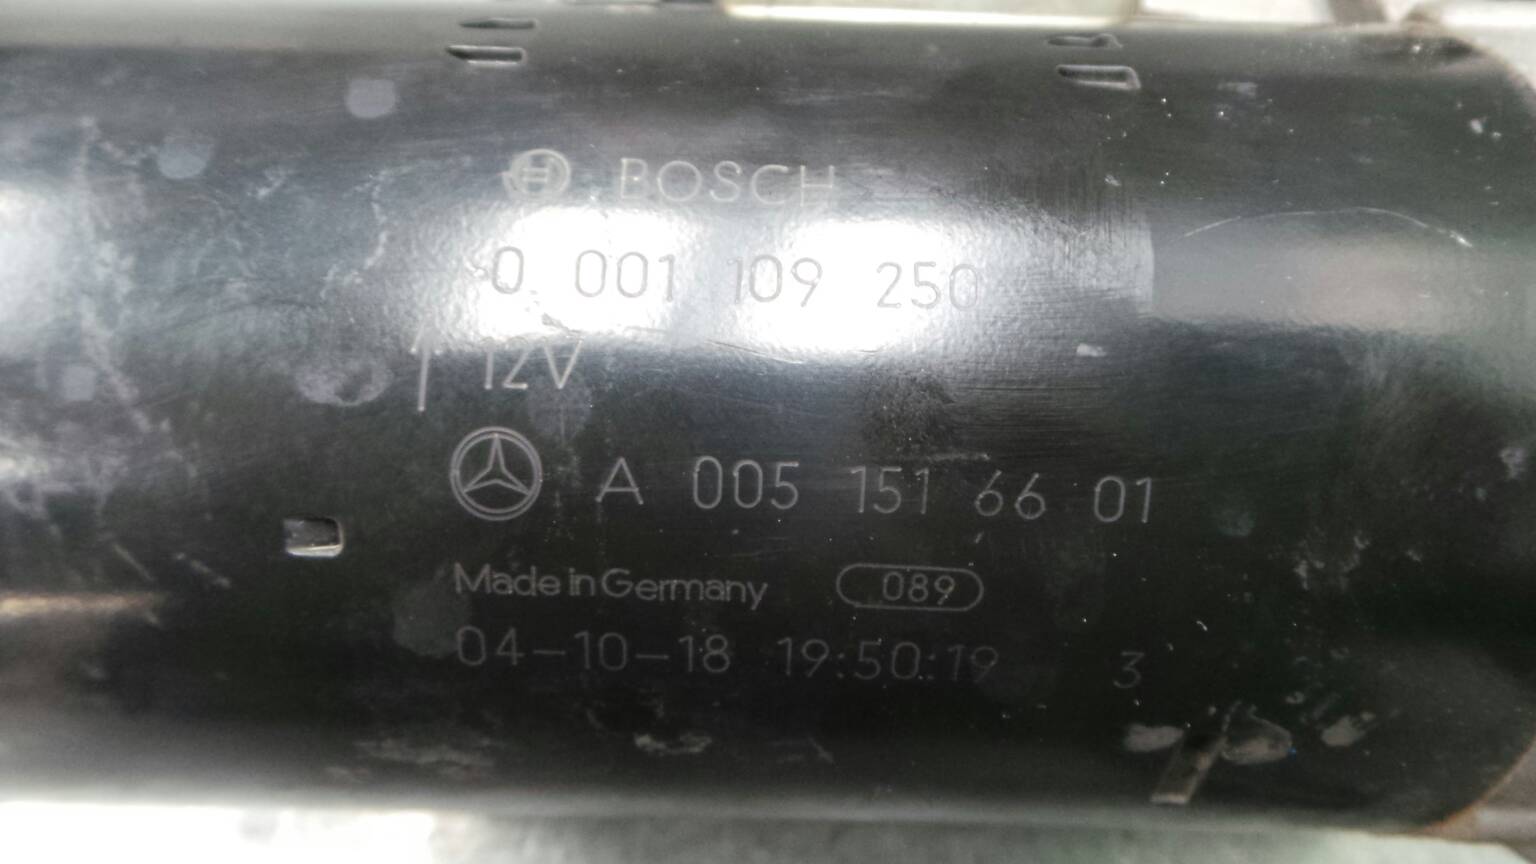 BOSCH
0 001 109 250
12V
A 005 151 66 01
Made in Germany 089
04-10-18 19:50:19 3